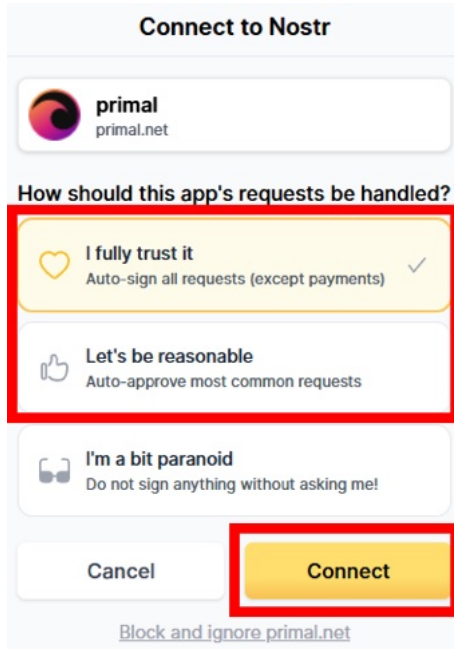 Connect to Nostr
primal
primal.net
How should this app's requests be handled?
I fully trust it
Auto-sign all requests (except payments)
Let's be reasonable
Auto-approve most common requests
I'm a bit paranoid
Do not sign anything without asking me!
Cancel
Connect
Block and ignore primal.net